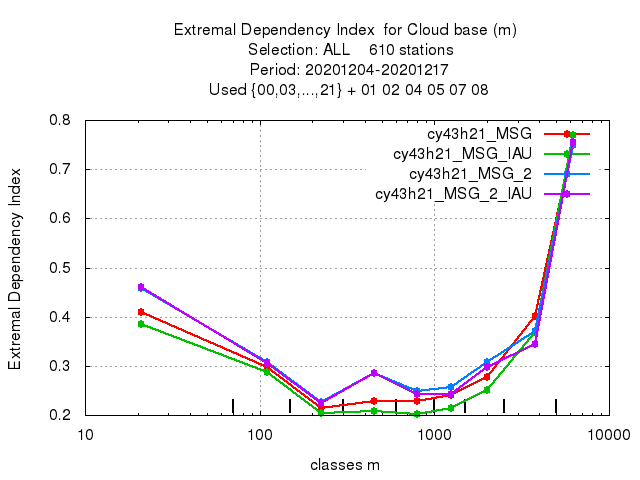 Extremal Dependency Index  for Cloud base (m)
Selection: ALL    610 stations
Period: 20201204-20201217
Used {00,03,...,21} + 01 02 04 05 07 08
cy43h21_MSG
cy43h21_MSG_IAU
cy43h21_MSG_2
cy43h21_MSG_2_IAU
Extremal Dependency Index
0.8
0.7
0.6
0.5
0.4
0.3
0.2
10 100 1000 10000
classes m